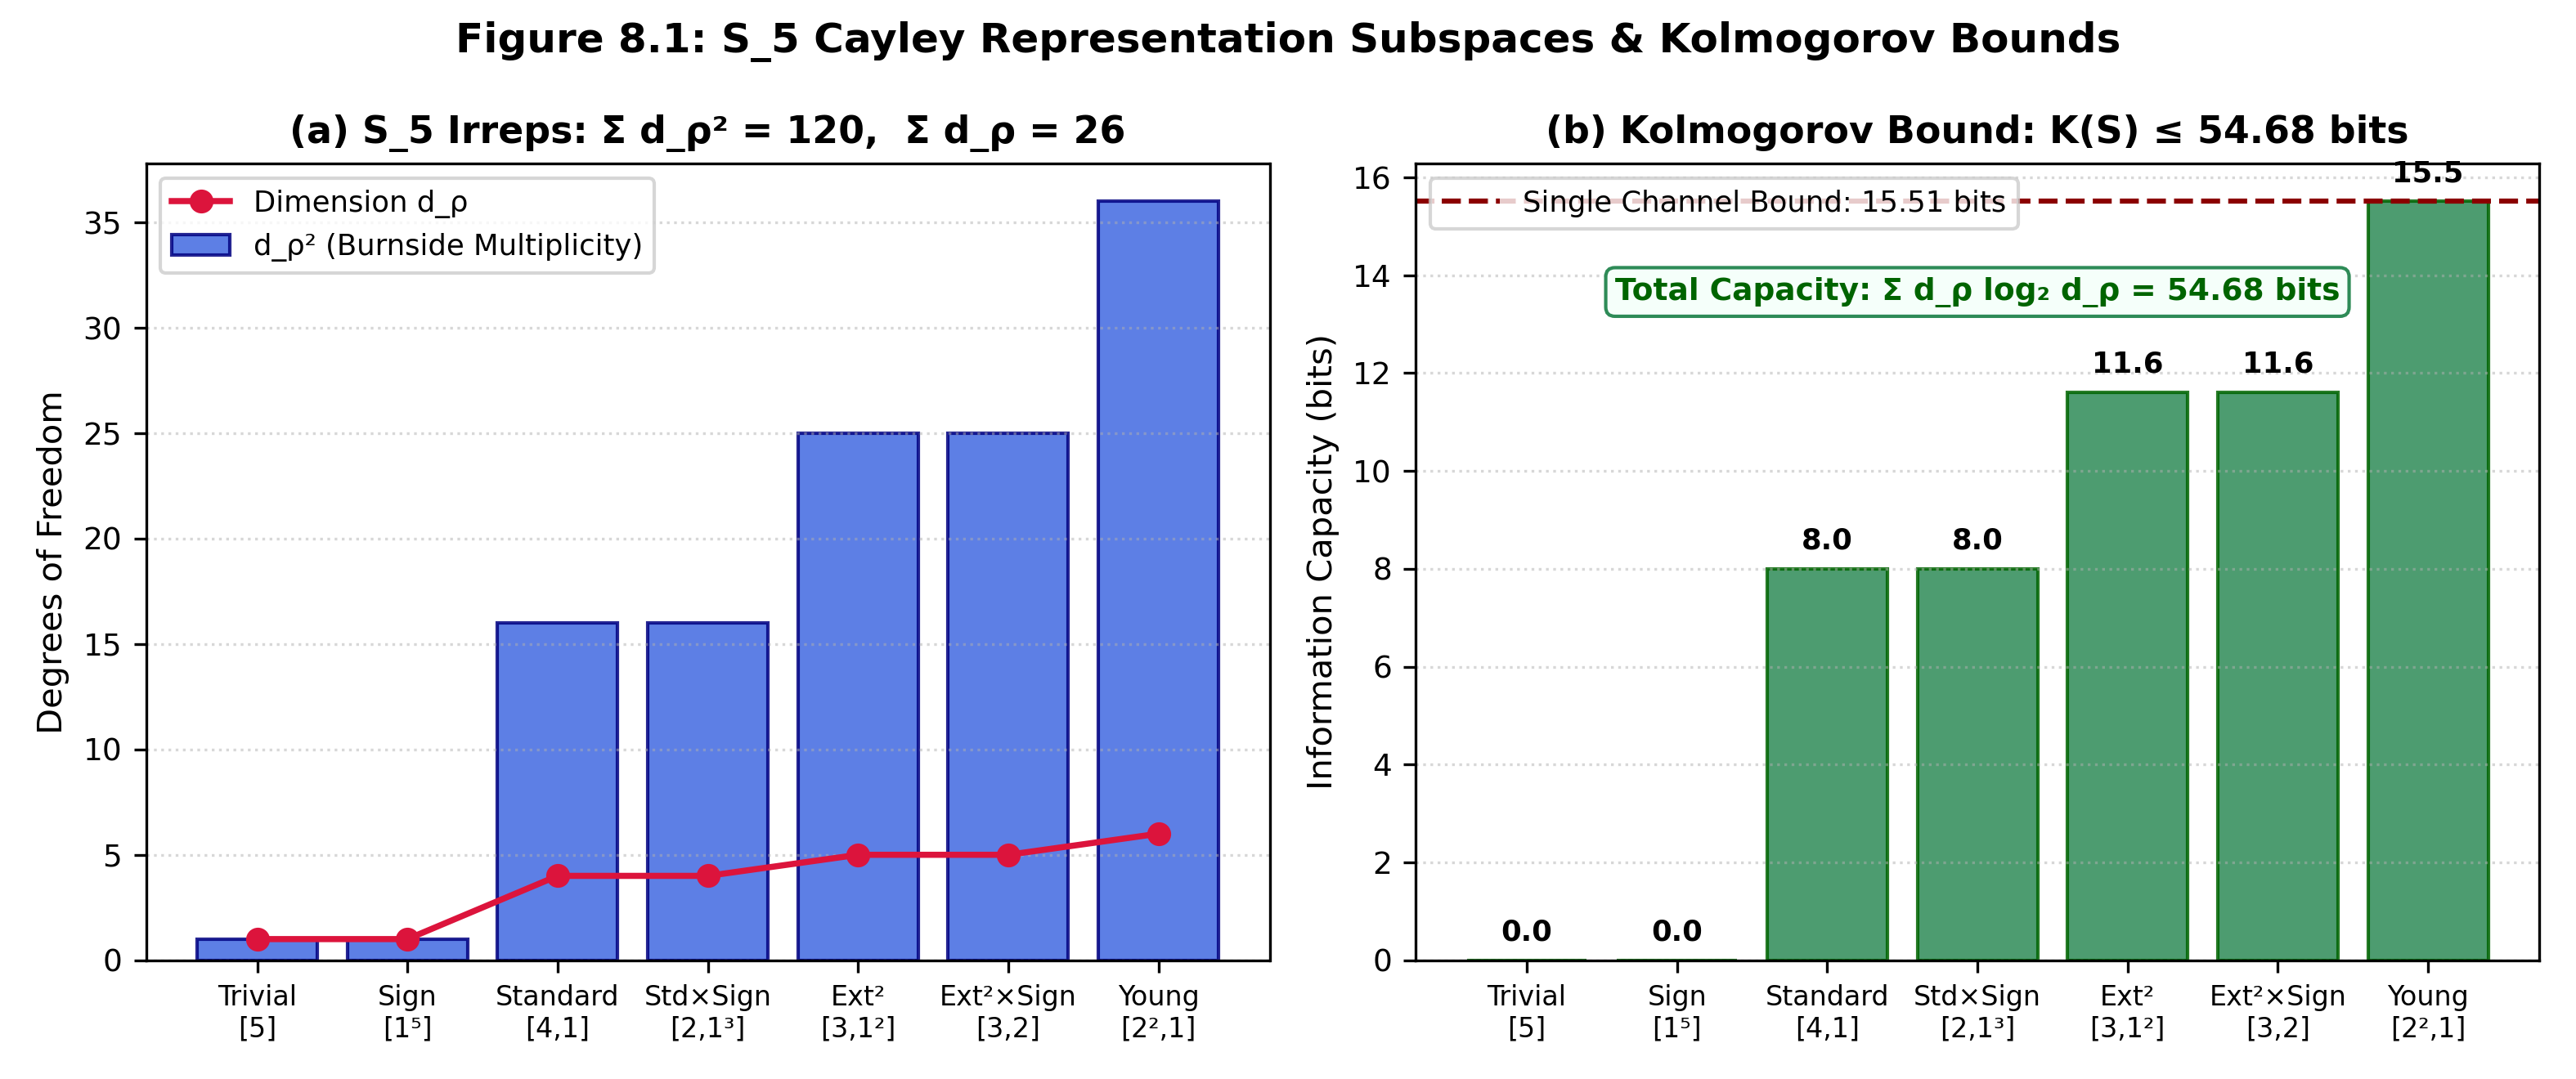 Figure 8.1: S_5 Cayley Representation Subspaces & Kolmogorov Bounds
(a) S_5 Irreps: Σ d_ρ² = 120,  Σ d_ρ = 26
Dimension d_ρ
d_ρ² (Burnside Multiplicity)
Degrees of Freedom
35
30
25
20
15
10
5
0
Trivial
[5]
Sign
[1⁵]
Standard
[4,1]
Std×Sign
[2,1³]
Ext²
[3,1²]
Ext²×Sign
[3,2]
Young
[2²,1]
(b) Kolmogorov Bound: K(S) ≤ 54.68 bits
Single Channel Bound: 15.51 bits
Total Capacity: Σ d_ρ log₂ d_ρ = 54.68 bits
Information Capacity (bits)
16
14
12
10
8
6
4
2
0
0.0
0.0
8.0
8.0
11.6
11.6
15.5
Trivial
[5]
Sign
[1⁵]
Standard
[4,1]
Std×Sign
[2,1³]
Ext²
[3,1²]
Ext²×Sign
[3,2]
Young
[2²,1]